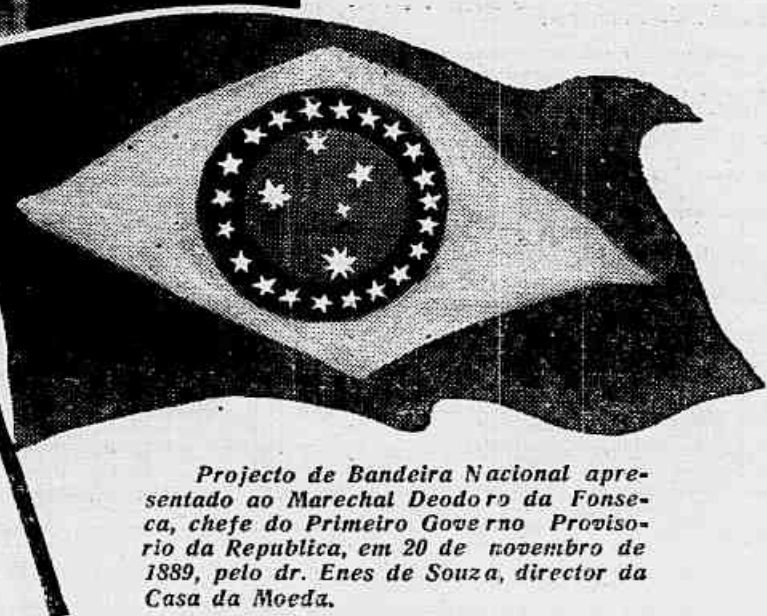 Projecto de Bandeira Nacional apre-
sentado ao Marechal Deodoro da Fonse-
ca, chefe do Primeiro Governo Proviso-
rio da Republica, em 20 de novembro de
1889, pelo dr. Enes de Souza, director da
Casa da Moeda.